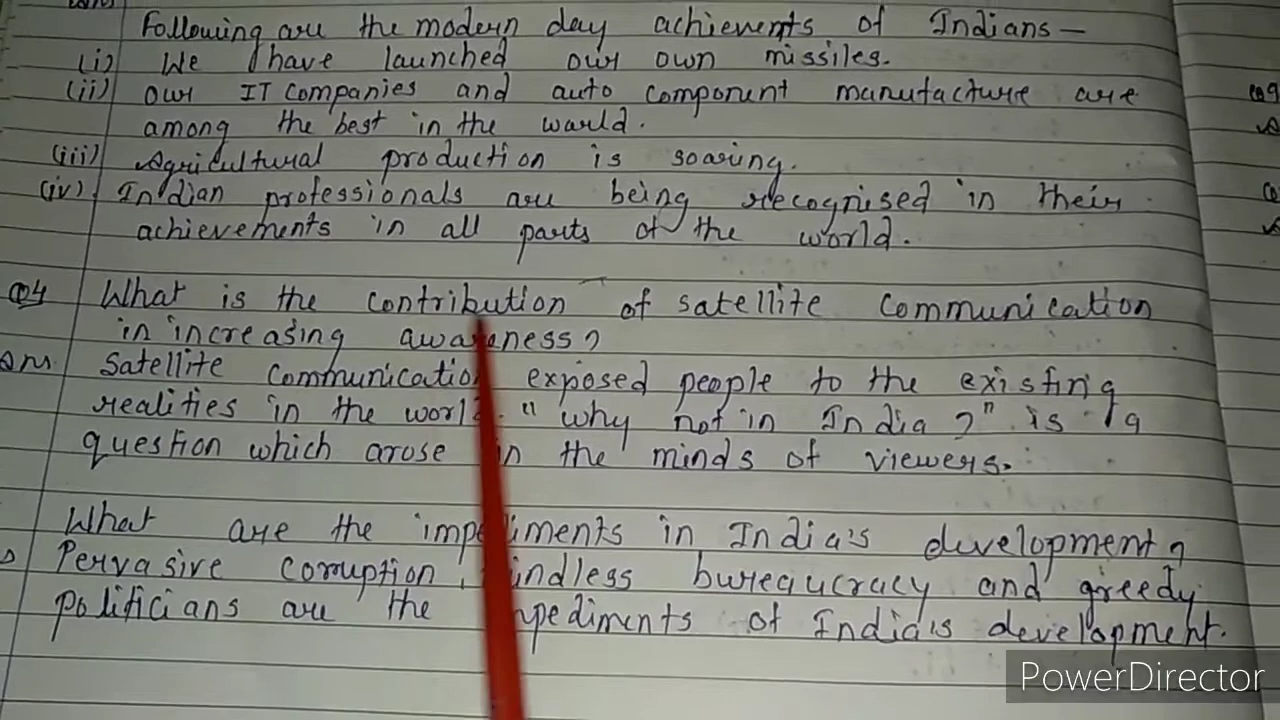 Following are the modern day achievents of Indians —
(i) We have launched our own missiles.
(ii) our IT companies and auto component manufacture are
among the best in the world.
(iii) Agricultural production is soaring.
(iv) Indian professionals are being recognised in their
achievements in all parts of the world.
Q4 What is the contribution of satellite communication
in increasing awareness?
Ans. Satellite communication exposed people to the existing
realities in the world. "why not in India?" is a
question which arose in the minds of viewers.
What are the impediments in India's development?
Pervasive corruption, indless bureaucracy and greedy
politicians are the pediments of India's development.
PowerDirector